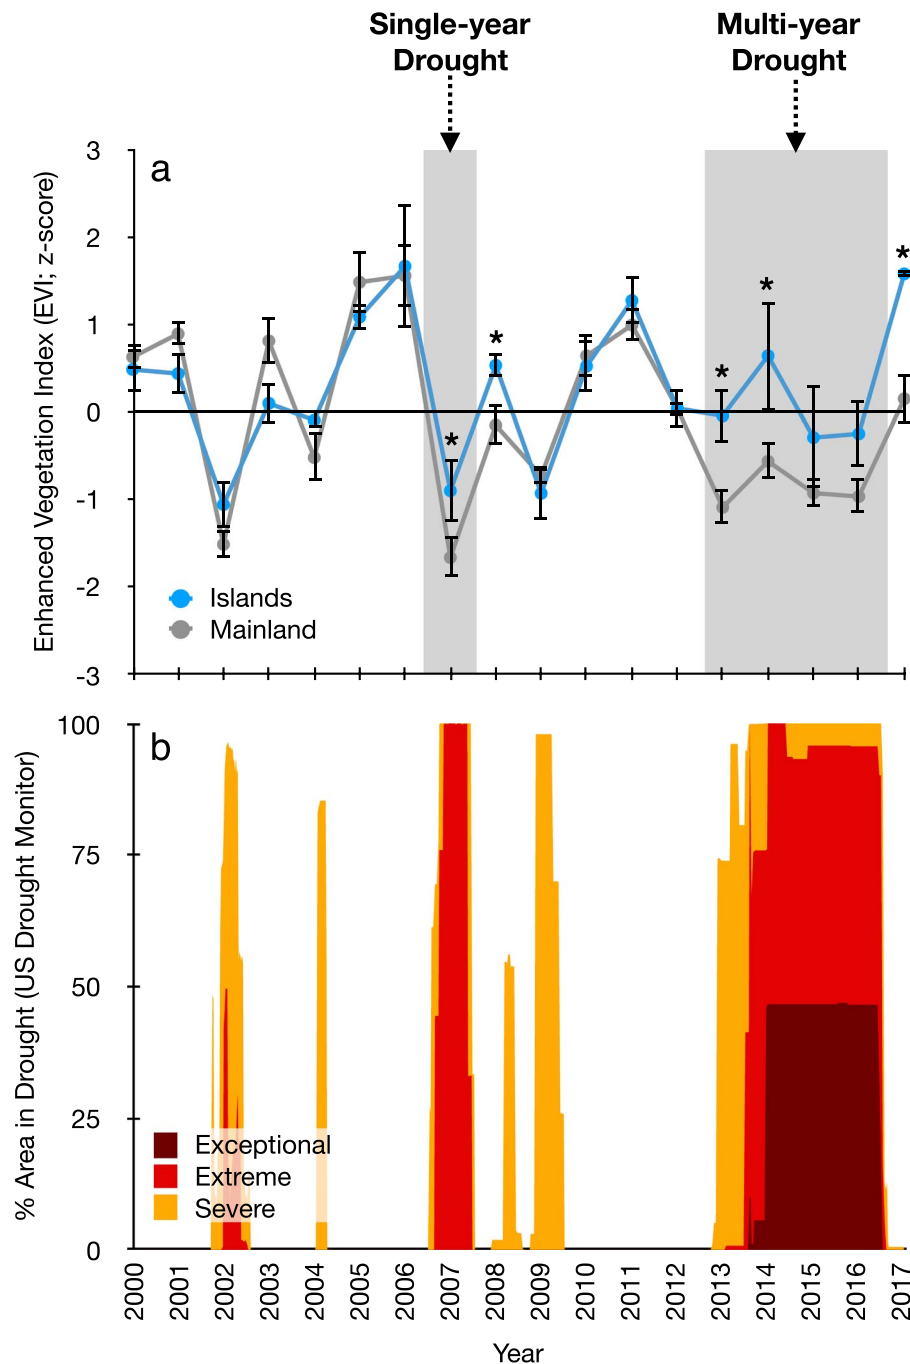 Single-year Multi-year
Drought Drought
a
Enhanced Vegetation Index (EVI; z-score)
3
2
1
0
-1
-2
-3
* * * * *
Islands
Mainland
b
% Area in Drought (US Drought Monitor)
100
75
50
25
0
Exceptional
Extreme
Severe
2000 2001 2002 2003 2004 2005 2006 2007 2008 2009 2010 2011 2012 2013 2014 2015 2016 2017
Year